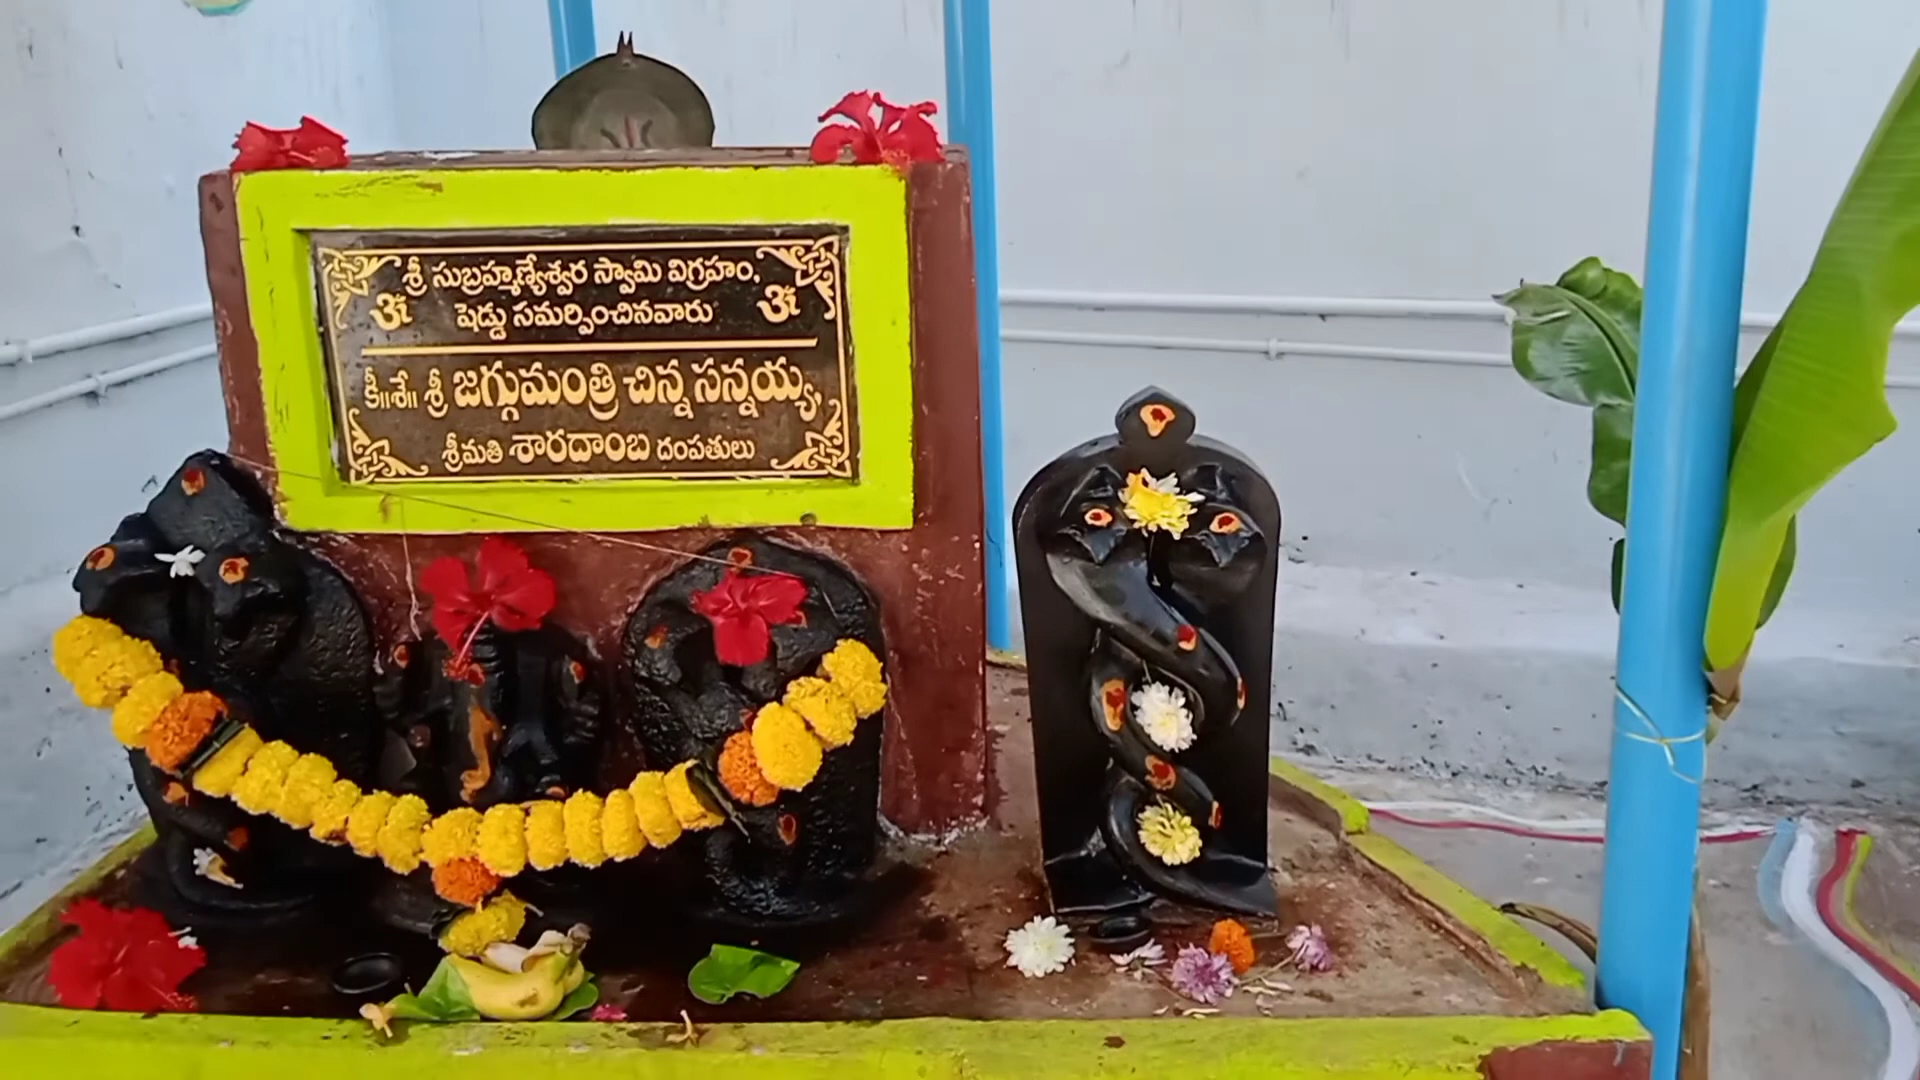 శ్రీ సుబ్రహ్మణ్యేశ్వర స్వామి విగ్రహం,
ఓం షెడ్డు సమర్పించినవారు ఓం
కీ॥శే॥ శ్రీ జగ్గుమంత్రి చిన్న సన్నయ్య,
శ్రీమతి శారదాంబ దంపతులు